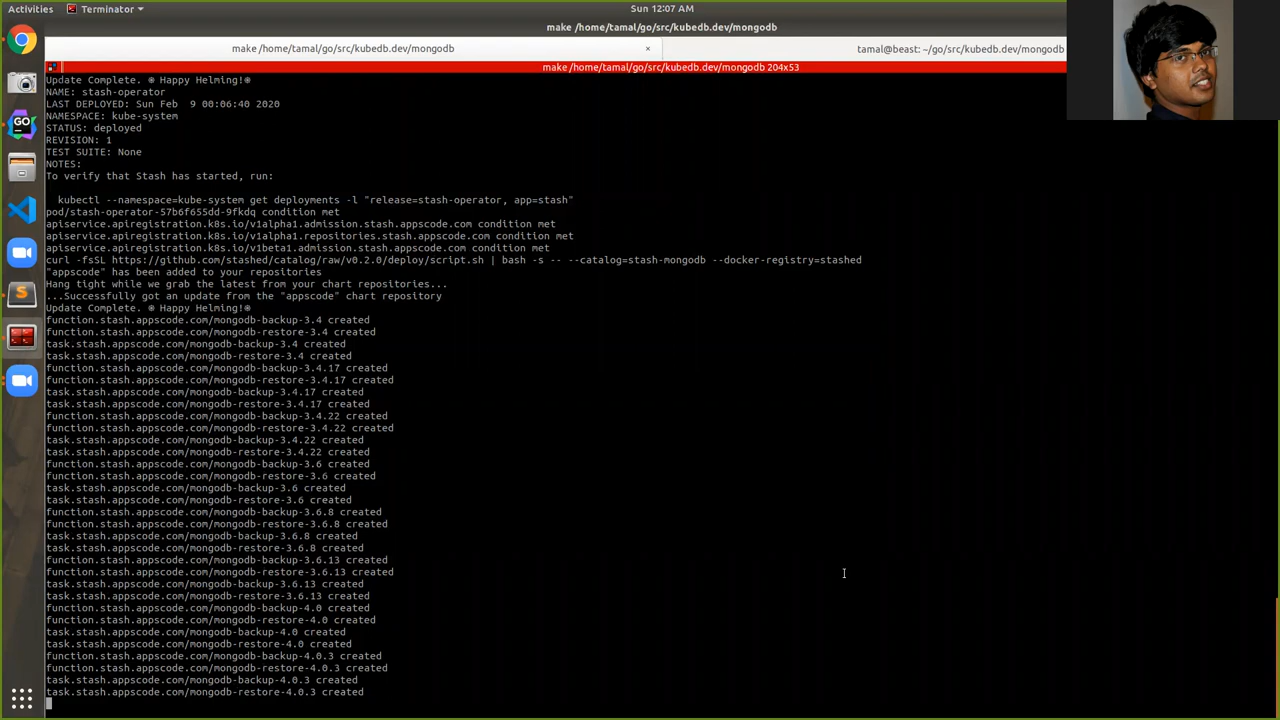 Activities
Terminator
Sun 12:07 AM
make /home/tamal/go/src/kubedb.dev/mongodb
make /home/tamal/go/src/kubedb.dev/mongodb ×
tamal@beast: ~/go/src/kubedb.dev/mongodb
make /home/tamal/go/src/kubedb.dev/mongodb 204x53
Update Complete. ⎈ Happy Helming!⎈
NAME: stash-operator
LAST DEPLOYED: Sun Feb  9 00:06:40 2020
NAMESPACE: kube-system
STATUS: deployed
REVISION: 1
TEST SUITE: None
NOTES:
To verify that Stash has started, run:
kubectl --namespace=kube-system get deployments -l "release=stash-operator, app=stash"
pod/stash-operator-57b6f655dd-9fkdq condition met
apiservice.apiregistration.k8s.io/v1alpha1.admission.stash.appscode.com condition met
apiservice.apiregistration.k8s.io/v1alpha1.repositories.stash.appscode.com condition met
apiservice.apiregistration.k8s.io/v1beta1.admission.stash.appscode.com condition met
curl -fsSL https://github.com/stashed/catalog/raw/v0.2.0/deploy/script.sh | bash -s -- --catalog=stash-mongodb --docker-registry=stashed
"appscode" has been added to your repositories
Hang tight while we grab the latest from your chart repositories...
...Successfully got an update from the "appscode" chart repository
Update Complete. ⎈ Happy Helming!⎈
function.stash.appscode.com/mongodb-backup-3.4 created
function.stash.appscode.com/mongodb-restore-3.4 created
task.stash.appscode.com/mongodb-backup-3.4 created
task.stash.appscode.com/mongodb-restore-3.4 created
function.stash.appscode.com/mongodb-backup-3.4.17 created
function.stash.appscode.com/mongodb-restore-3.4.17 created
task.stash.appscode.com/mongodb-backup-3.4.17 created
task.stash.appscode.com/mongodb-restore-3.4.17 created
function.stash.appscode.com/mongodb-backup-3.4.22 created
function.stash.appscode.com/mongodb-restore-3.4.22 created
task.stash.appscode.com/mongodb-backup-3.4.22 created
task.stash.appscode.com/mongodb-restore-3.4.22 created
function.stash.appscode.com/mongodb-backup-3.6 created
function.stash.appscode.com/mongodb-restore-3.6 created
task.stash.appscode.com/mongodb-backup-3.6 created
task.stash.appscode.com/mongodb-restore-3.6 created
function.stash.appscode.com/mongodb-backup-3.6.8 created
function.stash.appscode.com/mongodb-restore-3.6.8 created
task.stash.appscode.com/mongodb-backup-3.6.8 created
task.stash.appscode.com/mongodb-restore-3.6.8 created
function.stash.appscode.com/mongodb-backup-3.6.13 created
function.stash.appscode.com/mongodb-restore-3.6.13 created
task.stash.appscode.com/mongodb-backup-3.6.13 created
task.stash.appscode.com/mongodb-restore-3.6.13 created
function.stash.appscode.com/mongodb-backup-4.0 created
function.stash.appscode.com/mongodb-restore-4.0 created
task.stash.appscode.com/mongodb-backup-4.0 created
task.stash.appscode.com/mongodb-restore-4.0 created
function.stash.appscode.com/mongodb-backup-4.0.3 created
function.stash.appscode.com/mongodb-restore-4.0.3 created
task.stash.appscode.com/mongodb-backup-4.0.3 created
task.stash.appscode.com/mongodb-restore-4.0.3 created